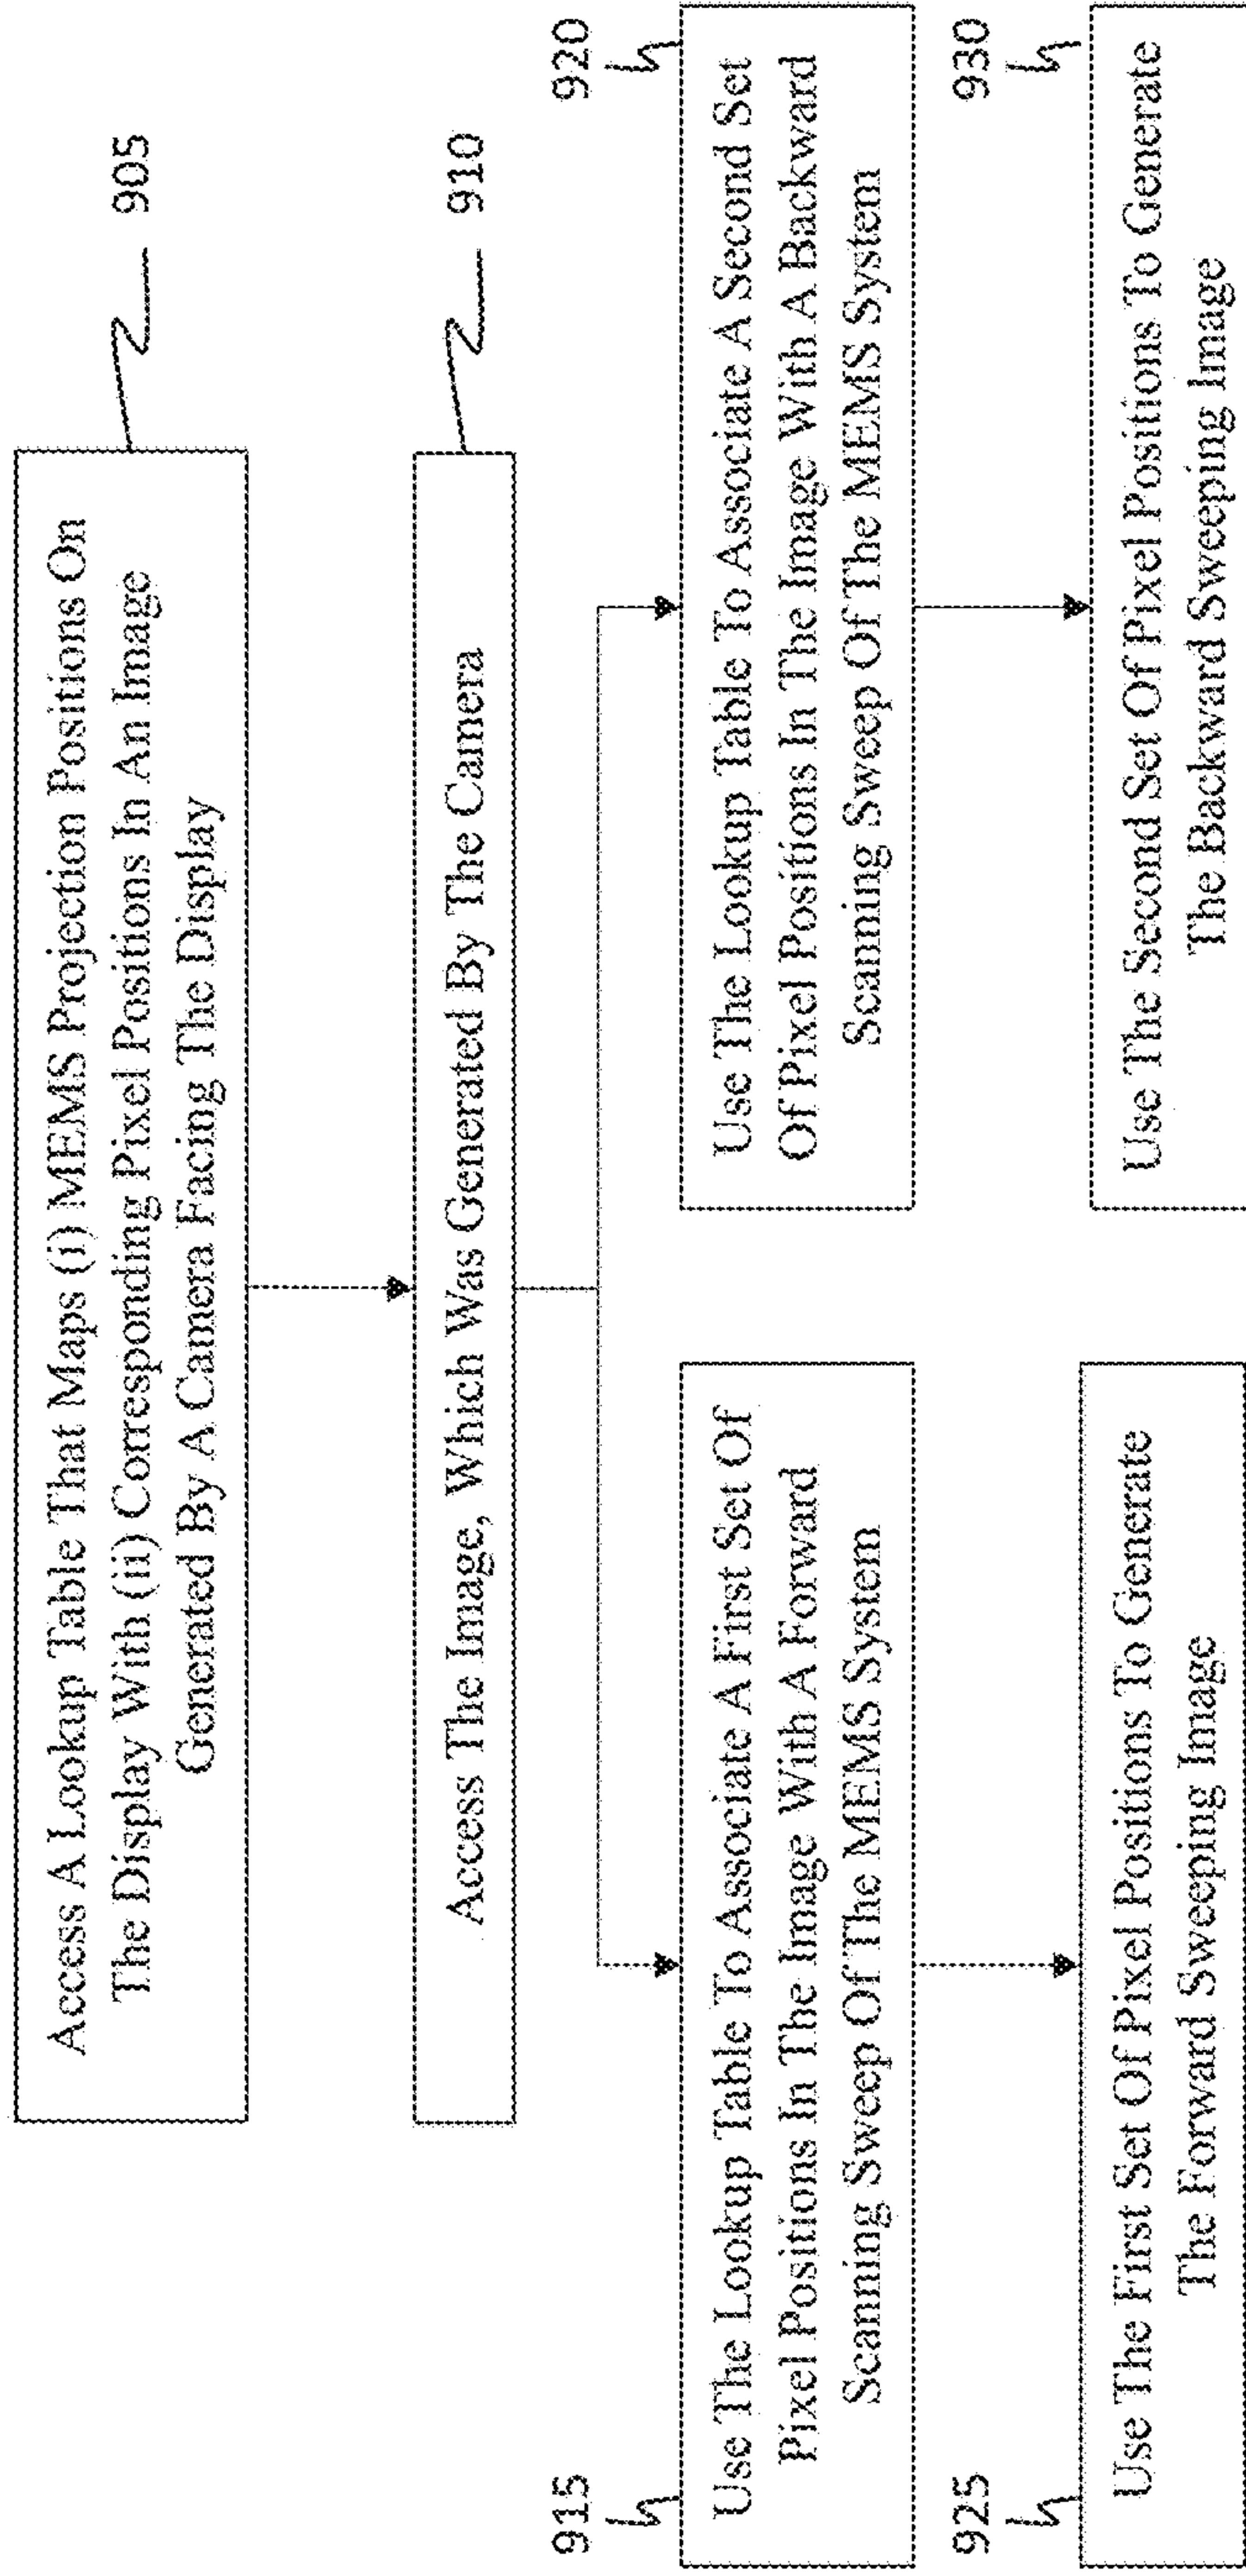 Access A Lookup Table That Maps (i) MEMS Projection Positions On
The Display With (ii) Corresponding Pixel Positions In An Image
Generated By A Camera Facing The Display
905
Access The Image, Which Was Generated By The Camera
910
915
Use The Lookup Table To Associate A First Set Of
Pixel Positions In The Image With A Forward
Scanning Sweep Of The MEMS System
920
Use The Lookup Table To Associate A Second Set
Of Pixel Positions In The Image With A Backward
Scanning Sweep Of The MEMS System
925
Use The First Set Of Pixel Positions To Generate
The Forward Sweeping Image
930
Use The Second Set Of Pixel Positions To Generate
The Backward Sweeping Image